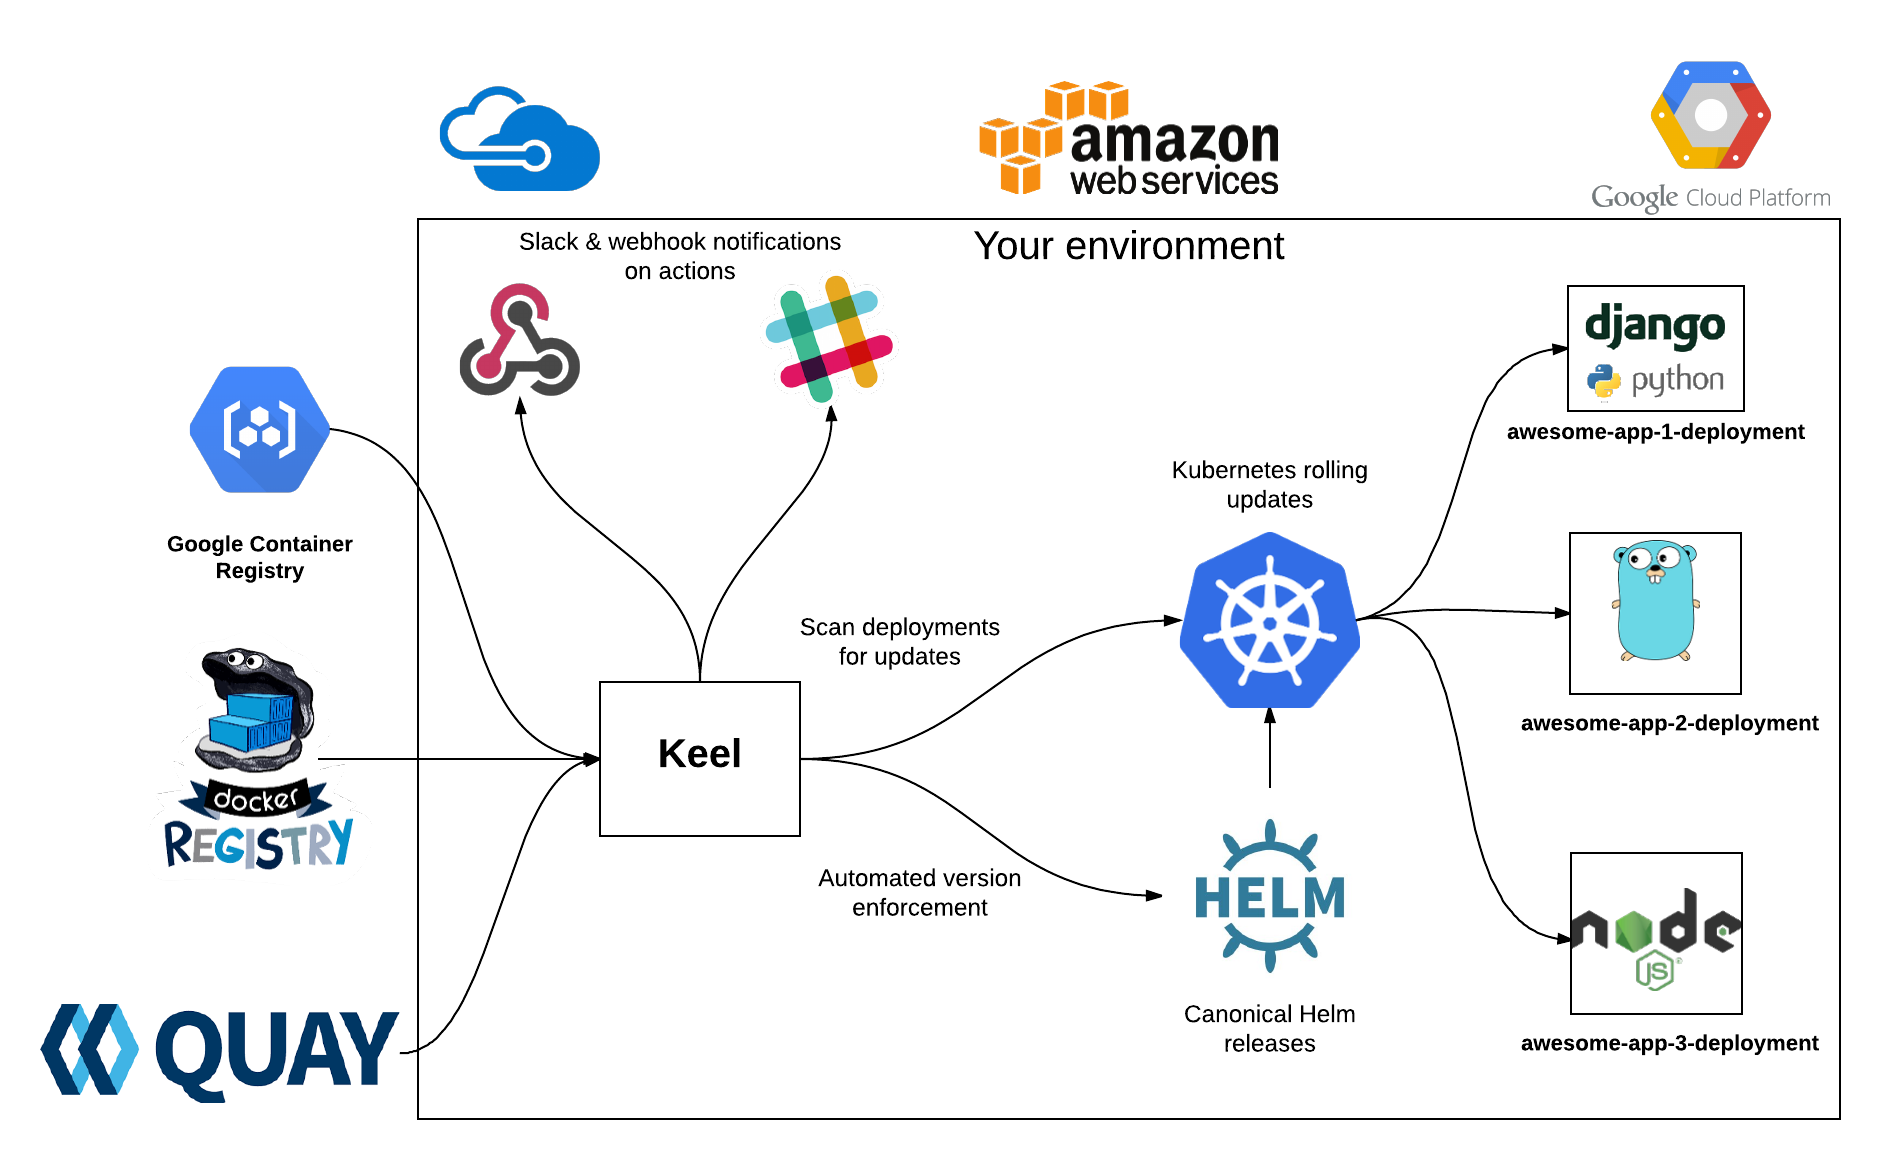 amazon
web services
Google Cloud Platform
Your environment
Slack & webhook notifications
on actions
django
python
awesome-app-1-deployment
Google Container
Registry
Kubernetes rolling
updates
Scan deployments
for updates
awesome-app-2-deployment
Keel
docker
REGISTRY
Automated version
enforcement
HELM
Canonical Helm
releases
node
JS
awesome-app-3-deployment
QUAY